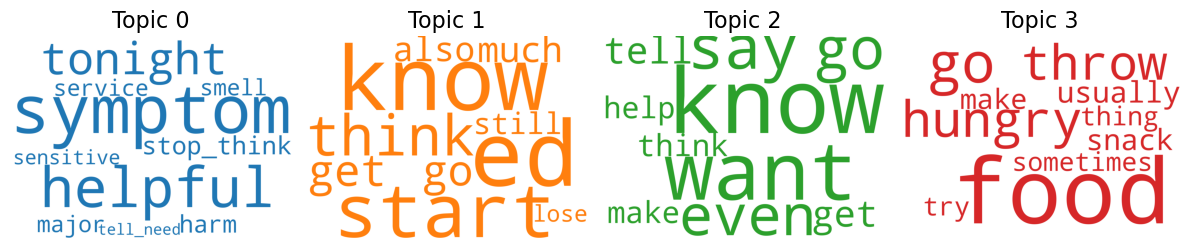 Topic 0
tonight
service smell
symptom
stop_think
sensitive
helpful
major tell_need harm
Topic 1
also much
know
think still
ed
get go
start
lose
Topic 2
tell say go
know
help
think
want
make even get
Topic 3
go throw
make usually
hungry thing
snack
sometimes
food
try